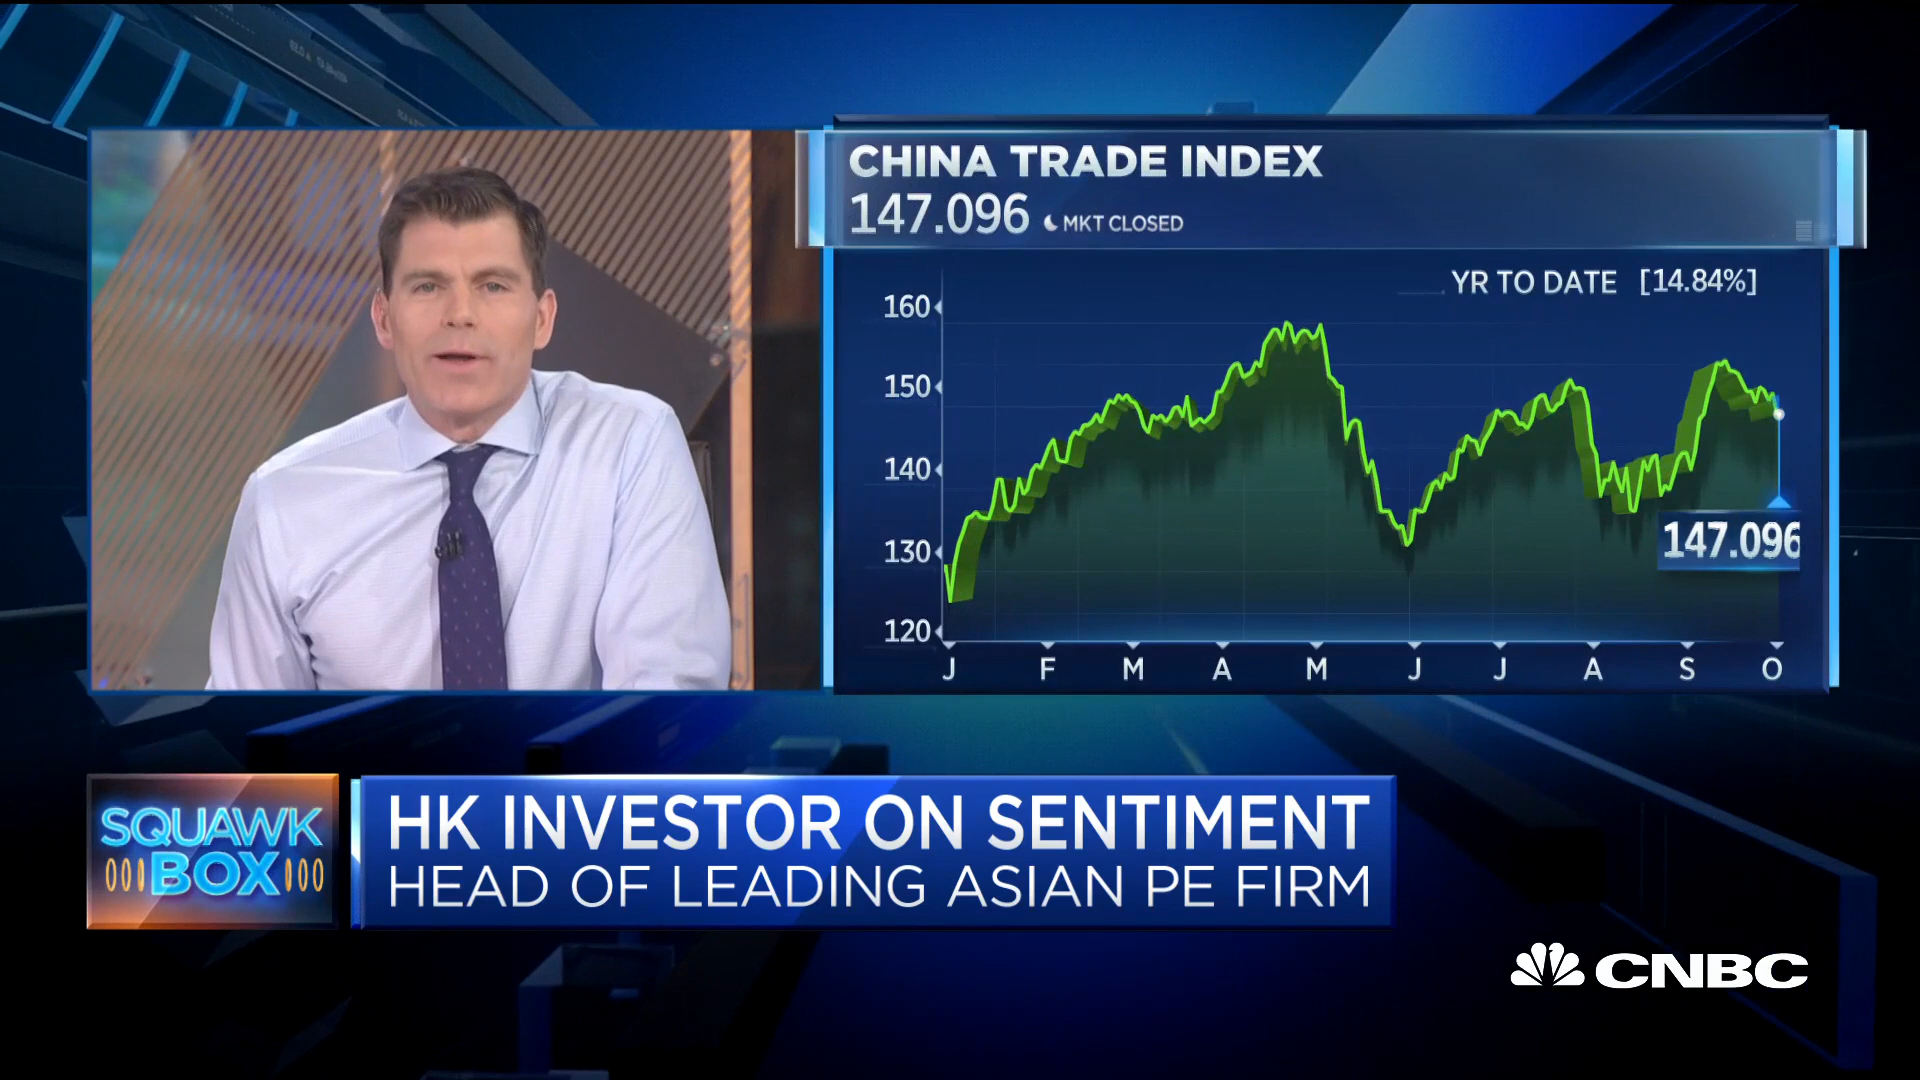 CHINA TRADE INDEX
147.096 MKT CLOSED
YR TO DATE [14.84%]
160
150
140
130
120
147.096
J F M A M J J A S O
SQUAWK
BOX
HK INVESTOR ON SENTIMENT
HEAD OF LEADING ASIAN PE FIRM
CNBC